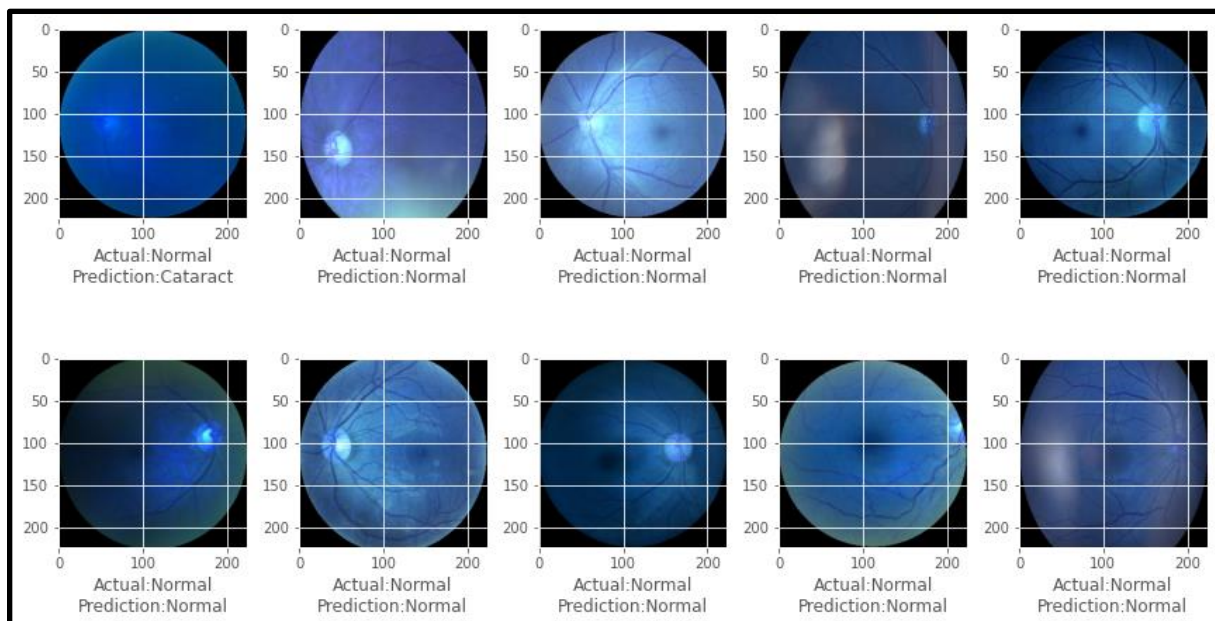 0 0 0 0 0
50 50 50 50 50
100 100 100 100 100
150 150 150 150 150
200 200 200 200 200
0 100 200 0 100 200 0 100 200 0 100 200 0 100 200
Actual:Normal Actual:Normal Actual:Normal Actual:Normal Actual:Normal
Prediction:Cataract Prediction:Normal Prediction:Normal Prediction:Normal Prediction:Normal
0 0 0 0 0
50 50 50 50 50
100 100 100 100 100
150 150 150 150 150
200 200 200 200 200
0 100 200 0 100 200 0 100 200 0 100 200 0 100 200
Actual:Normal Actual:Normal Actual:Normal Actual:Normal Actual:Normal
Prediction:Normal Prediction:Normal Prediction:Normal Prediction:Normal Prediction:Normal